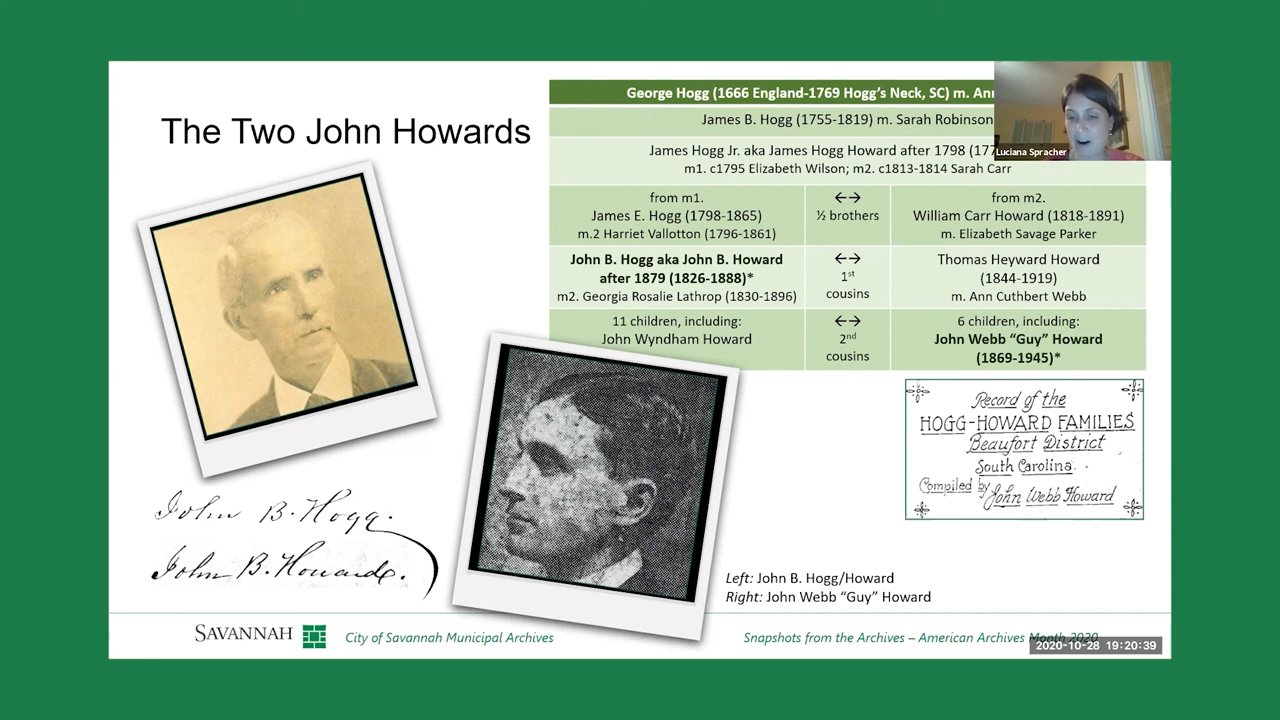 The Two John Howards
George Hogg (1666 England-1769 Hogg's Neck, SC) m. Ann
James B. Hogg (1755-1819) m. Sarah Robinson
James Hogg Jr. aka James Hogg Howard after 1798 (177
m1. c1795 Elizabeth Wilson; m2. c1813-1814 Sarah Carr
from m1.
James E. Hogg (1798-1865)
m.2 Harriet Vallotton (1796-1861)
←→
½ brothers
from m2.
William Carr Howard (1818-1891)
m. Elizabeth Savage Parker
John B. Hogg aka John B. Howard
after 1879 (1826-1888)*
m2. Georgia Rosalie Lathrop (1830-1896)
←→
1st
cousins
Thomas Heyward Howard
(1844-1919)
m. Ann Cuthbert Webb
11 children, including:
John Wyndham Howard
←→
2nd
cousins
6 children, including:
John Webb “Guy” Howard
(1869-1945)*
Luciana Spracher
Record of the
HOGG-HOWARD FAMILIES
Beaufort District
South Carolina
Compiled by John Webb Howard
John B. Hogg.
John B. Howard.
Left: John B. Hogg/Howard
Right: John Webb “Guy” Howard
SAVANNAH
City of Savannah Municipal Archives
Snapshots from the Archives – American Archives Month 2020
2020-10-28 19:20:39